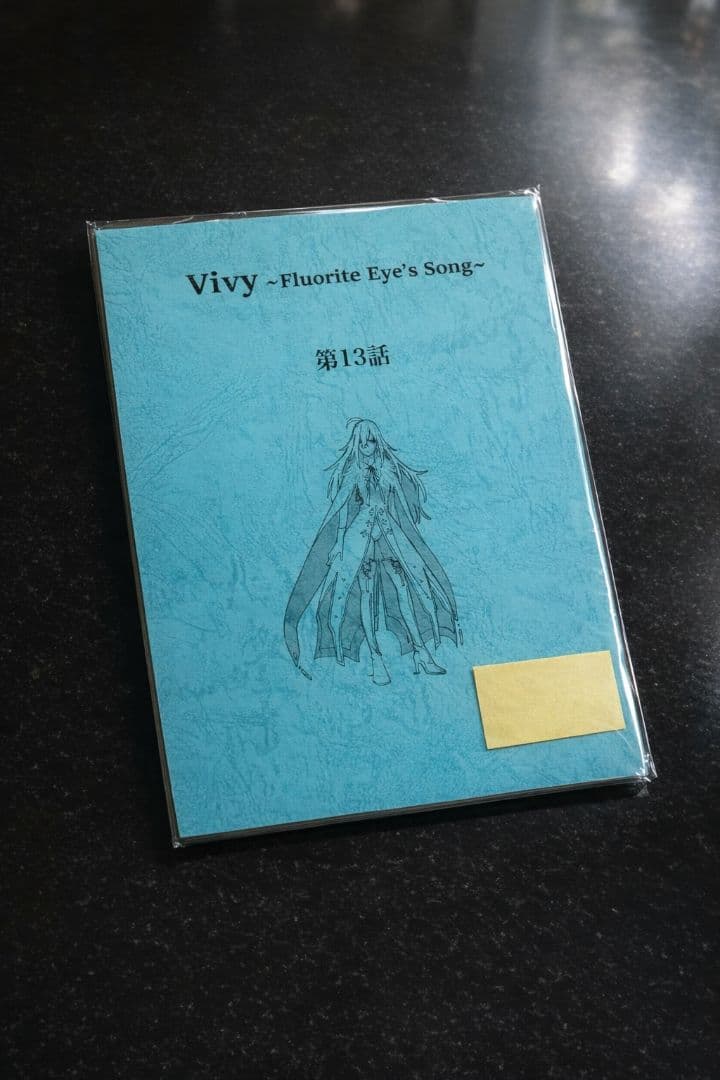 Vivy ~Fluorite Eye's Song~
第13話